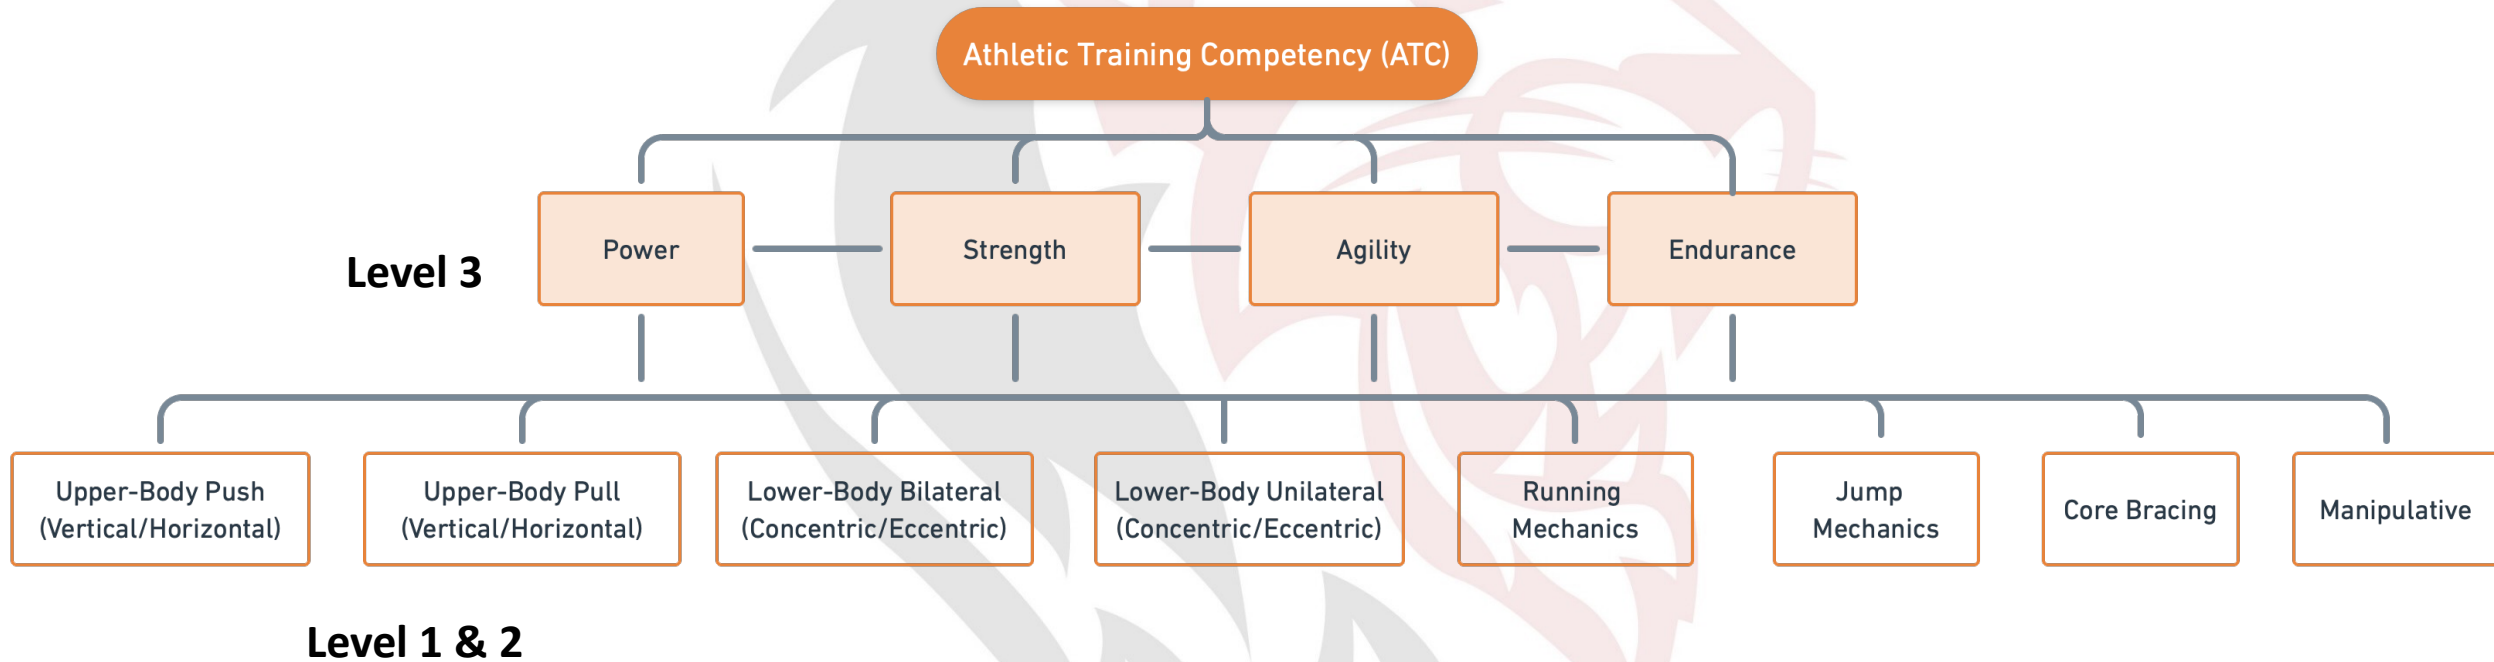 Athletic Training Competency (ATC)
Power
Strength
Agility
Endurance
Level 3
Upper-Body Push
(Vertical/Horizontal)
Upper-Body Pull
(Vertical/Horizontal)
Lower-Body Bilateral
(Concentric/Eccentric)
Lower-Body Unilateral
(Concentric/Eccentric)
Running
Mechanics
Jump
Mechanics
Core Bracing
Manipulative
Level 1 & 2